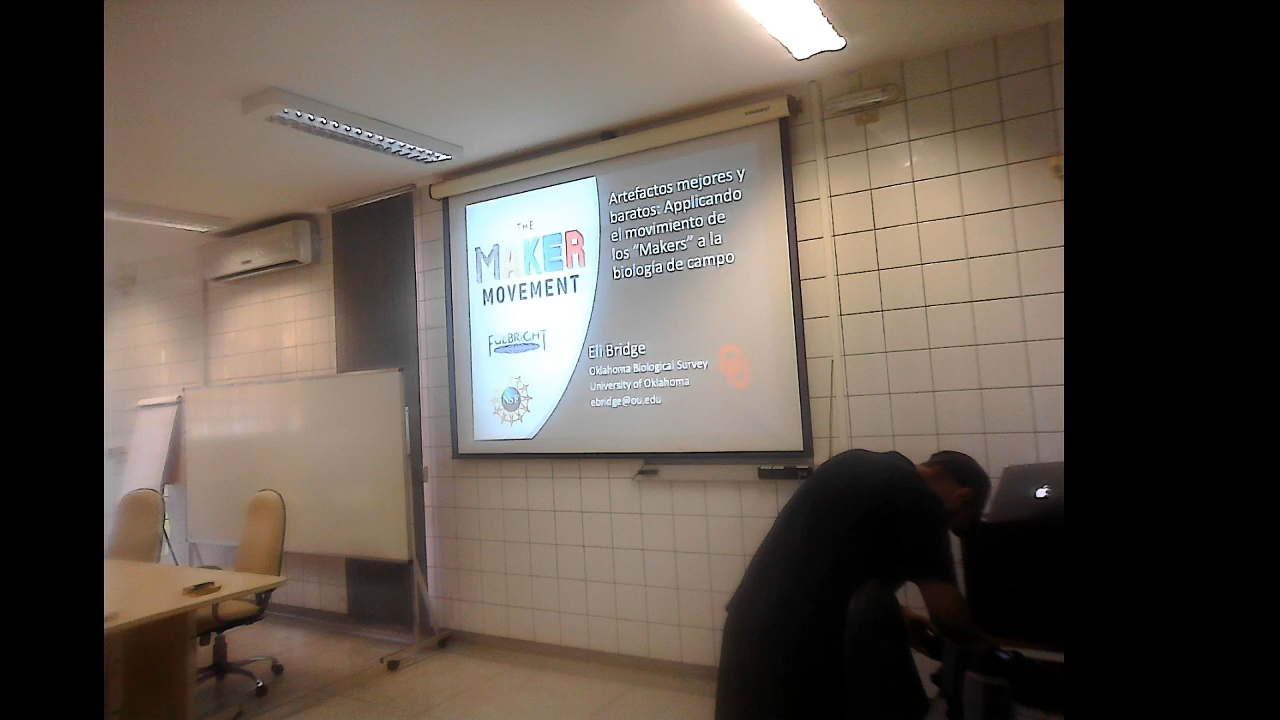 THE
MAKER
MOVEMENT
FULBRIGHT
NSF
Artefactos mejores y
baratos: Applicando
el movimiento de
los “Makers” a la
biología de campo
Eli Bridge
Oklahoma Biological Survey
University of Oklahoma
ebridge@ou.edu